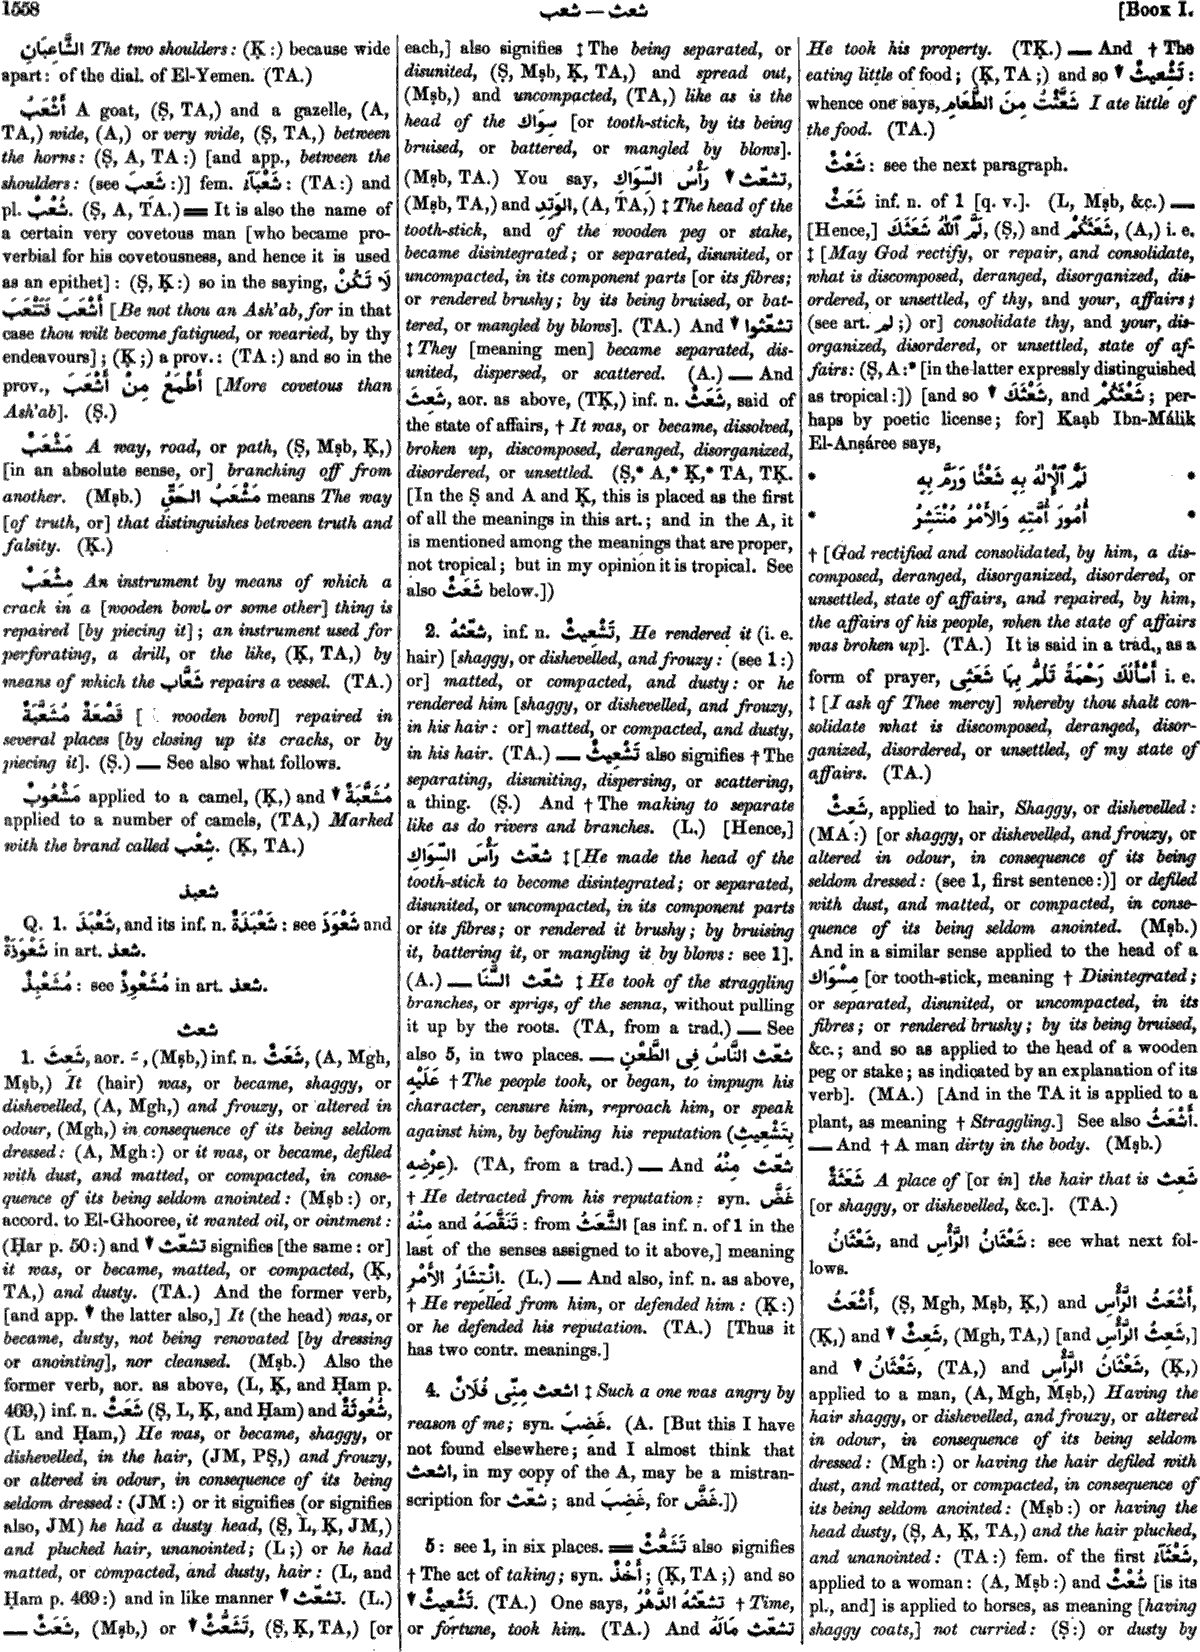 1558
شعث — شعب
[BOOK I.
الشَّاعِبَانِ The two shoulders: (Ḳ:) because wide
apart: of the dial. of El-Yemen. (TA.)
أَشْعَبُ A goat, (Ṣ, TA,) and a gazelle, (A,
TA,) wide, (A,) or very wide, (Ṣ, TA,) between
the horns: (Ṣ, A, TA:) [and app., between the
shoulders: (see شَعِبَ:)] fem. شَعْبَآءُ: (TA:) and
pl. شُعْبٌ. (Ṣ, A, TA.) ═ It is also the name of
a certain very covetous man [who became pro-
verbial for his covetousness, and hence it is used
as an epithet]: (Ṣ, Ḳ:) so in the saying, لَا تَكُنْ
أَشْعَبَ فَتَتْعَبَ [Be not thou an Ash'ab, for in that
case thou wilt become fatigued, or wearied, by thy
endeavours]; (Ḳ;) a prov.: (TA:) and so in the
prov., أَطْمَعُ مِنْ أَشْعَبَ [More covetous than
Ash'ab]. (Ṣ.)
مَشْعَبٌ A way, road, or path, (Ṣ, Mṣb, Ḳ,)
[in an absolute sense, or] branching off from
another. (Mṣb.) مَشْعَبُ الحَقِّ means The way
[of truth, or] that distinguishes between truth and
falsity. (Ḳ.)
مِشْعَبٌ An instrument by means of which a
crack in a [wooden bowl or some other] thing is
repaired [by piecing it]; an instrument used for
perforating, a drill, or the like, (Ḳ, TA,) by
means of which the شَعَّاب repairs a vessel. (TA.)
قَصْعَةٌ مُشَعَّبَةٌ [ wooden bowl] repaired in
several places [by closing up its cracks, or by
piecing it]. (Ṣ.) — See also what follows.
مَشْعُوبٌ applied to a camel, (Ḳ,) and ▼ مُشَعَّبَةٌ
applied to a number of camels, (TA,) Marked
with the brand called شِعْب. (Ḳ, TA.)
شعبذ
Q. 1. شَعْبَذَ, and its inf. n. شَعْبَذَةٌ: see شَعْوَذَ and
شَعْوَذَةٌ in art. شعذ.
مُشَعْبِذٌ: see مُشَعْوِذٌ in art. شعذ.
شعث
1. شَعِثَ, aor. ـَ, (Mṣb,) inf. n. شَعَثٌ, (A, Mgh,
Mṣb,) It (hair) was, or became, shaggy, or
dishevelled, (A, Mgh,) and frouzy, or altered in
odour, (Mgh,) in consequence of its being seldom
dressed: (A, Mgh:) or it was, or became, defiled
with dust, and matted, or compacted, in conse-
quence of its being seldom anointed: (Mṣb:) or,
accord. to El-Ghooree, it wanted oil, or ointment:
(Ḥar p. 50:) and ▼ تشعّث signifies [the same: or]
it was, or became, matted, or compacted, (Ḳ,
TA,) and dusty. (TA.) And the former verb,
[and app. ▼ the latter also,] It (the head) was, or
became, dusty, not being renovated [by dressing
or anointing], nor cleansed. (Mṣb.) Also the
former verb, aor. as above, (L, Ḳ, and Ḥam p.
469,) inf. n. شَعَثٌ (Ṣ, L, Ḳ, and Ḥam) and شُعُوثَةٌ,
(L and Ḥam,) He was, or became, shaggy, or
dishevelled, in the hair, (JM, PṢ,) and frouzy,
or altered in odour, in consequence of its being
seldom dressed: (JM:) or it signifies (or signifies
also, JM) he had a dusty head, (Ṣ, L, Ḳ, JM,)
and plucked hair, unanointed; (L;) or he had
matted, or compacted, and dusty, hair: (L, and
Ḥam p. 469:) and in like manner ▼ تشعّث. (L.)
— شَعَثٌ, (Mṣb,) or ▼ تَشَعُّثٌ, (Ṣ, Ḳ, TA,) [or
each,] also signifies ‡ The being separated, or
disunited, (Ṣ, Mṣb, Ḳ, TA,) and spread out,
(Mṣb,) and uncompacted, (TA,) like as is the
head of the سِوَاك [or tooth-stick, by its being
bruised, or battered, or mangled by blows].
(Mṣb, TA.) You say, ▼ تشعّث رَأْسُ السِّوَاكِ,
(Mṣb, TA,) and الوَتِدِ, (A, TA,) ‡ The head of the
tooth-stick, and of the wooden peg or stake,
became disintegrated; or separated, disunited, or
uncompacted, in its component parts [or its fibres;
or rendered brushy; by its being bruised, or bat-
tered, or mangled by blows]. (TA.) And ▼ تشعّثوا
‡ They [meaning men] became separated, dis-
united, dispersed, or scattered. (A.) — And
شَعِثَ, aor. as above, (TḲ,) inf. n. شَعَثٌ, said of
the state of affairs, † It was, or became, dissolved,
broken up, discomposed, deranged, disorganized,
disordered, or unsettled. (Ṣ,* A,* Ḳ,* TA, TḲ.
[In the Ṣ and A and Ḳ, this is placed as the first
of all the meanings in this art.; and in the A, it
is mentioned among the meanings that are proper,
not tropical; but in my opinion it is tropical. See
also شَعَثٌ below.])
2. شعّثهُ, inf. n. تَشْعِيثٌ, He rendered it (i. e.
hair) [shaggy, or dishevelled, and frouzy: (see 1:)
or] matted, or compacted, and dusty: or he
rendered him [shaggy, or dishevelled, and frouzy,
in his hair: or] matted, or compacted, and dusty,
in his hair. (TA.) — تَشْعِيثٌ also signifies † The
separating, disuniting, dispersing, or scattering,
a thing. (Ṣ.) And † The making to separate
like as do rivers and branches. (L.) [Hence,]
شعّث رَأْسَ السِّوَاكِ ‡ [He made the head of the
tooth-stick to become disintegrated; or separated,
disunited, or uncompacted, in its component parts
or its fibres; or rendered it brushy; by bruising
it, battering it, or mangling it by blows: see 1].
(A.) — شعّث السَّنَا ‡ He took of the straggling
branches, or sprigs, of the senna, without pulling
it up by the roots. (TA, from a trad.) — See
also 5, in two places. — شعّث النَّاسُ فِى الطَّعْنِ
عَلَيْهِ † The people took, or began, to impugn his
character, censure him, reproach him, or speak
against him, by befouling his reputation (بِتَشْعِيثِ
عِرْضِهِ). (TA, from a trad.) — And شعّث مِنْهُ
† He detracted from his reputation: syn. غَضَّ
مِنْهُ and تَنَقَّصَهُ: from الشَّعَثُ [as inf. n. of 1 in the
last of the senses assigned to it above,] meaning
اِنْتِشَارُ الأَمْرِ. (L.) — And also, inf. n. as above,
† He repelled from him, or defended him: (Ḳ:)
or he defended his reputation. (TA.) [Thus it
has two contr. meanings.]
4. اشعث مِنِّى فُلَانٌ ‡ Such a one was angry by
reason of me; syn. غَضِبَ. (A. [But this I have
not found elsewhere; and I almost think that
اشعث, in my copy of the A, may be a mistran-
scription for شعّث; and غَضِبَ, for غَضَّ.])
5: see 1, in six places. ═ تَشَعُّثٌ also signifies
† The act of taking; syn. أَخْذٌ; (Ḳ, TA;) and so
▼ تَشْعِيثٌ. (TA.) One says, تشعّثهُ الدَّهْرُ † Time,
or fortune, took him. (TA.) And تشعّث مَالَهُ
He took his property. (TḲ.) — And † The
eating little of food; (Ḳ, TA;) and so ▼ تَشْعِيثٌ:
whence one says, شَعَّثْتُ مِنَ الطَّعَامِ I ate little of
the food. (TA.)
شَعْثٌ: see the next paragraph.
شَعَثٌ inf. n. of 1 [q. v.]. (L, Mṣb, &c.) —
[Hence,] لَمَّ ٱللّٰهُ شَعَثَكَ, (Ṣ,) and شَعَثَكُمْ, (A,) i. e.
‡ [May God rectify, or repair, and consolidate,
what is discomposed, deranged, disorganized, dis-
ordered, or unsettled, of thy, and your, affairs;
(see art. لم;) or] consolidate thy, and your, dis-
organized, disordered, or unsettled, state of af-
fairs: (Ṣ, A:* [in the latter expressly distinguished
as tropical:]) [and so ▼ شَعْثَكَ, and شَعْثَكُمْ; per-
haps by poetic license; for] Kaạb Ibn-Málik
El-Anṣáree says,
* لَمَّ ٱلْإِلٰهُ بِهِ شَعْثًا وَرَمَّ بِهِ *
* أُمُورَ أُمَّتِهِ وَالأَمْرُ مُنْتَشِرُ *
† [God rectified and consolidated, by him, a dis-
composed, deranged, disorganized, disordered, or
unsettled, state of affairs, and repaired, by him,
the affairs of his people, when the state of affairs
was broken up]. (TA.) It is said in a trad., as a
form of prayer, أَسْأَلُكَ رَحْمَةً تَلُمُّ بِهَا شَعَثِى i. e.
‡ [I ask of Thee mercy] whereby thou shalt con-
solidate what is discomposed, deranged, disor-
ganized, disordered, or unsettled, of my state of
affairs. (TA.)
شَعِثٌ, applied to hair, Shaggy, or dishevelled:
(MA:) [or shaggy, or dishevelled, and frouzy, or
altered in odour, in consequence of its being
seldom dressed: (see 1, first sentence:)] or defiled
with dust, and matted, or compacted, in conse-
quence of its being seldom anointed. (Mṣb.)
And in a similar sense applied to the head of a
مِسْوَاك [or tooth-stick, meaning † Disintegrated;
or separated, disunited, or uncompacted, in its
fibres; or rendered brushy; by its being bruised,
&c.; and so as applied to the head of a wooden
peg or stake; as indicated by an explanation of its
verb]. (MA.) [And in the TA it is applied to a
plant, as meaning † Straggling.] See also أَشْعَثُ.
— And † A man dirty in the body. (Mṣb.)
شَعَثَةٌ A place of [or in] the hair that is شَعِث
[or shaggy, or dishevelled, &c.]. (TA.)
شَعْثَانُ, and شَعْثَانُ الرَّأْسِ: see what next fol-
lows.
أَشْعَثُ, (Ṣ, Mgh, Mṣb, Ḳ,) and أَشْعَثُ الرَّأْسِ,
(Ḳ,) and ▼ شَعِثٌ, (Mgh, TA,) [and شَعِثُ الرَّأْسِ,]
and ▼ شَعْثَانُ, (TA,) and شَعْثَانُ الرَّأْسِ, (Ḳ,)
applied to a man, (A, Mgh, Mṣb,) Having the
hair shaggy, or dishevelled, and frouzy, or altered
in odour, in consequence of its being seldom
dressed: (Mgh:) or having the hair defiled with
dust, and matted, or compacted, in consequence of
its being seldom anointed: (Mṣb:) or having the
head dusty, (Ṣ, A, Ḳ, TA,) and the hair plucked,
and unanointed: (TA:) fem. of the first شَعْثَآءُ,
applied to a woman: (A, Mṣb:) and شُعْثٌ [is its
pl., and] is applied to horses, as meaning [having
shaggy coats,] not curried: (Ṣ:) or dusty by